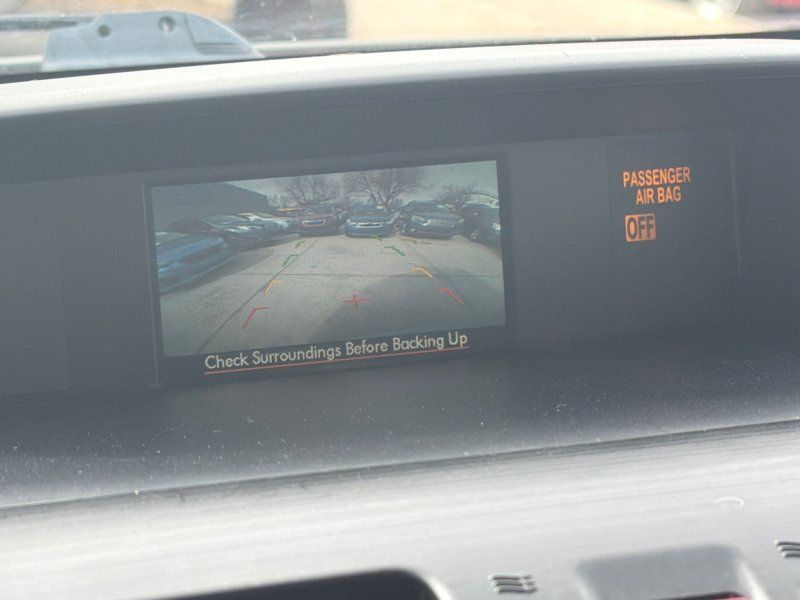 PASSENGER
AIR BAG
OFF
Check Surroundings Before Backing Up